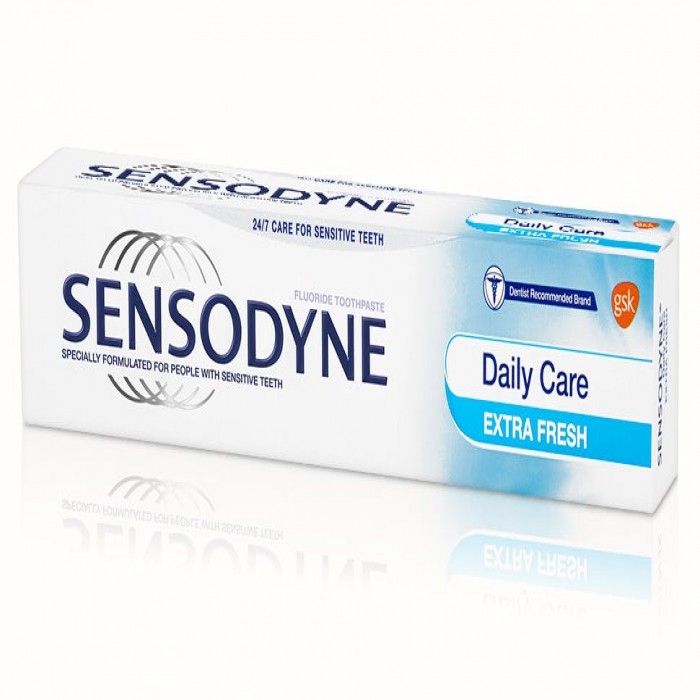 SENSODYNE
24/7 CARE FOR SENSITIVE TEETH
FLUORIDE TOOTHPASTE
SENSODYNE
SPECIALLY FORMULATED FOR PEOPLE WITH SENSITIVE TEETH
Daily Care
EXTRA FRESH
Dentist Recommended Brand
gsk
Daily Care
EXTRA FRESH
SENSODYNE